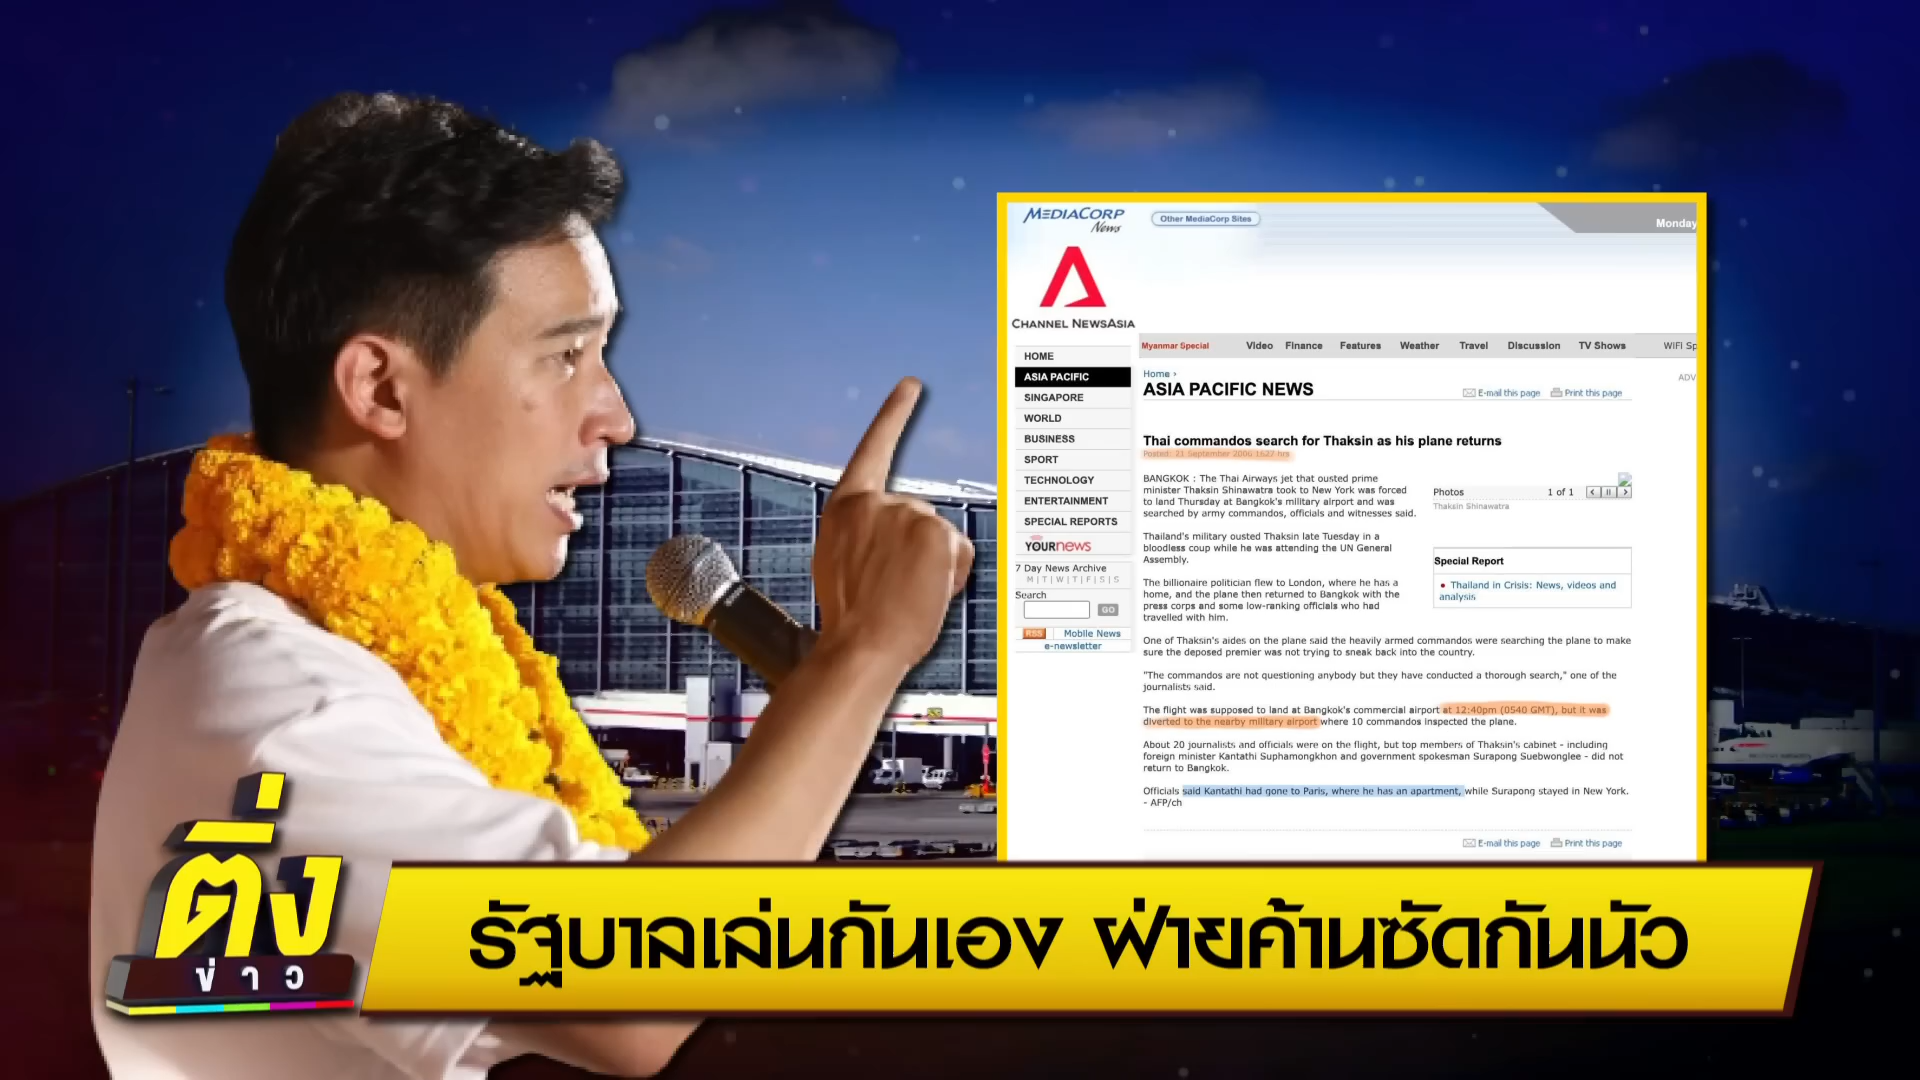 MEDIACORP
News
Other MediaCorp Sites
Monday
CHANNEL NEWSASIA
Myanmar Special Video Finance Features Weather Travel Discussion TV Shows WiFi Sp
HOME
ASIA PACIFIC
SINGAPORE
WORLD
BUSINESS
SPORT
TECHNOLOGY
ENTERTAINMENT
SPECIAL REPORTS
YOURNEWS
7 Day News Archive
M|T|W|T|F|S|S
Search
GO
RSS Mobile News
e-newsletter
Home ›
ADV
ASIA PACIFIC NEWS
E-mail this page Print this page
Thai commandos search for Thaksin as his plane returns
Posted: 21 September 2006 1627 hrs
BANGKOK : The Thai Airways jet that ousted prime
minister Thaksin Shinawatra took to New York was forced
to land Thursday at Bangkok's military airport and was
searched by army commandos, officials and witnesses said.
Photos 1 of 1
Thaksin Shinawatra
Thailand's military ousted Thaksin late Tuesday in a
bloodless coup while he was attending the UN General
Assembly.
Special Report
• Thailand in Crisis: News, videos and
analysis
The billionaire politician flew to London, where he has a
home, and the plane then returned to Bangkok with the
press corps and some low-ranking officials who had
travelled with him.
One of Thaksin's aides on the plane said the heavily armed commandos were searching the plane to make
sure the deposed premier was not trying to sneak back into the country.
"The commandos are not questioning anybody but they have conducted a thorough search," one of the
journalists said.
The flight was supposed to land at Bangkok's commercial airport at 12:40pm (0540 GMT), but it was
diverted to the nearby military airport where 10 commandos inspected the plane.
About 20 journalists and officials were on the flight, but top members of Thaksin's cabinet - including
foreign minister Kantathi Suphamongkhon and government spokesman Surapong Suebwonglee - did not
return to Bangkok.
Officials said Kantathi had gone to Paris, where he has an apartment, while Surapong stayed in New York.
- AFP/ch
E-mail this page Print this page
ติ่ง
ข่าว
รัฐบาลเล่นกันเอง ฝ่ายค้านซัดกันนัว